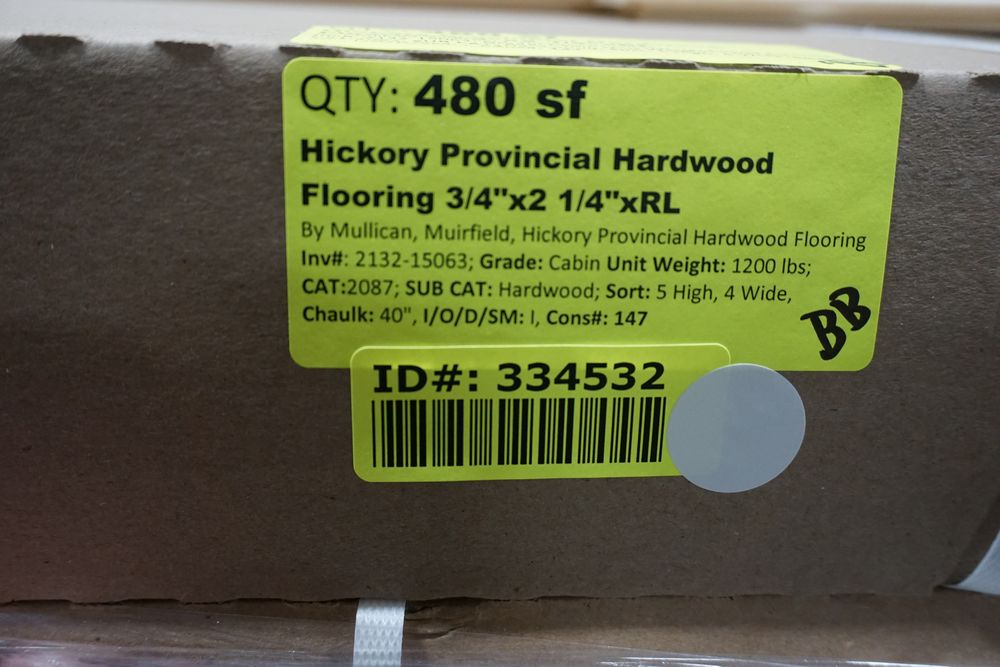 QTY: 480 sf
Hickory Provincial Hardwood
Flooring 3/4"x2 1/4"xRL
By Mullican, Muirfield, Hickory Provincial Hardwood Flooring
Inv#: 2132-15063; Grade: Cabin Unit Weight: 1200 lbs;
CAT:2087; SUB CAT: Hardwood; Sort: 5 High, 4 Wide,
Chaulk: 40", I/O/D/SM: I, Cons#: 147
BB
ID#: 334532